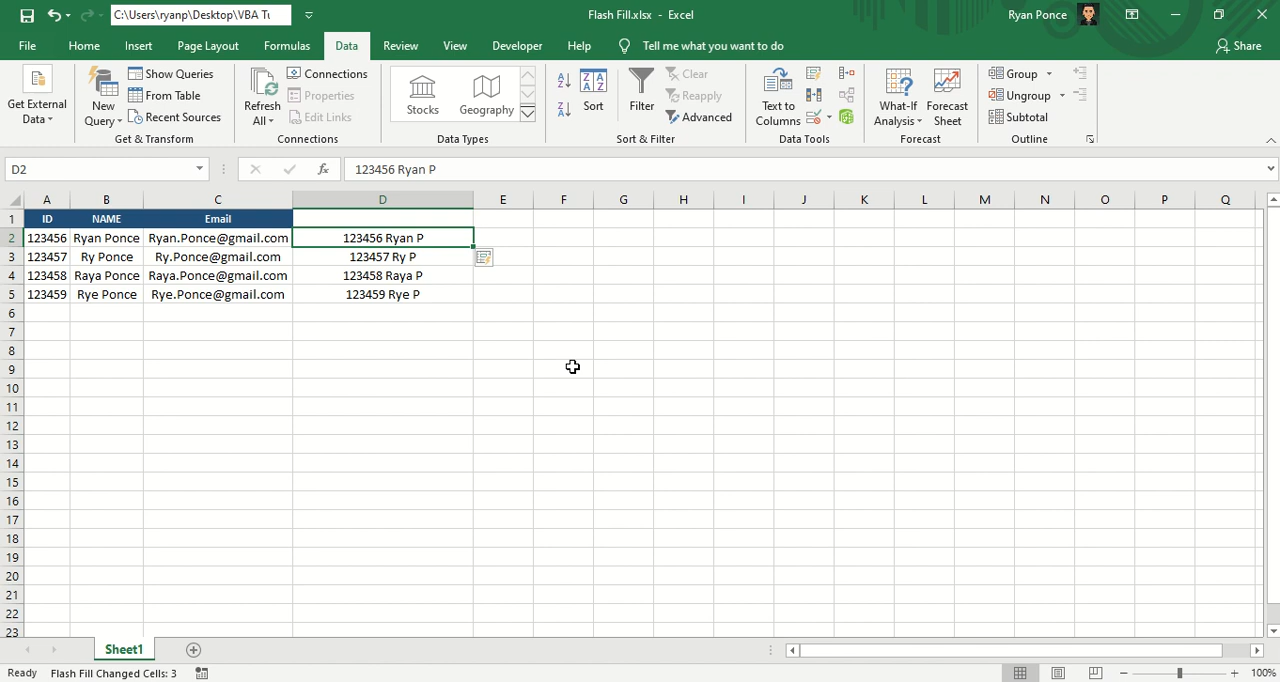 C:\Users\ryanp\Desktop\VBA Tu
Flash Fill.xlsx - Excel
Ryan Ponce
File Home Insert Page Layout Formulas Data Review View Developer Help Tell me what you want to do Share
Get External
Data
New
Query
Show Queries
From Table
Recent Sources
Get & Transform
Refresh
All
Connections
Properties
Edit Links
Connections
Stocks
Geography
Data Types
Sort
Filter
Clear
Reapply
Advanced
Sort & Filter
Text to
Columns
Data Tools
What-If
Analysis
Forecast
Sheet
Forecast
Group
Ungroup
Subtotal
Outline
D2 fx 123456 Ryan P
A B C D E F G H I J K L M N O P Q
1 ID NAME Email
2 123456 Ryan Ponce Ryan.Ponce@gmail.com 123456 Ryan P
3 123457 Ry Ponce Ry.Ponce@gmail.com 123457 Ry P
4 123458 Raya Ponce Raya.Ponce@gmail.com 123458 Raya P
5 123459 Rye Ponce Rye.Ponce@gmail.com 123459 Rye P
6
7
8
9
10
11
12
13
14
15
16
17
18
19
20
21
22
23
Sheet1
Ready Flash Fill Changed Cells: 3 100%